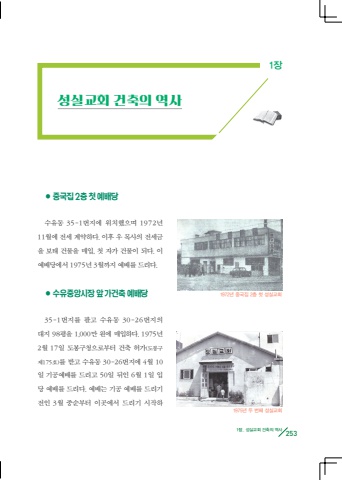 1장
성실교회 건축의 역사
● 중국집 2층 첫 예배당
수유동 35-1번지에 위치했으며 1972년
11월에 전세 계약하다. 이후 우 목사의 전세금
을 보태 건물을 매입, 첫 자가 건물이 되다. 이
예배당에서 1975년 3월까지 예배를 드리다.
1972년 중국집 2층 첫 성실교회
● 수유중앙시장 앞 가건축 예배당
35-1번지를 팔고 수유동 30-26번지의
대지 98평을 1,000만 원에 매입하다. 1975년
2월 17일 도봉구청으로부터 건축 허가(도봉구
제175호)를 받고 수유동 30-26번지에 4월 10
일 기공예배를 드리고 50일 뒤인 6월 1일 입
당 예배를 드리다. 예배는 기공 예배를 드리기
전인 3월 중순부터 이곳에서 드리기 시작하
1975년 두 번째 성실교회
1장. 성실교회 건축의 역사
253